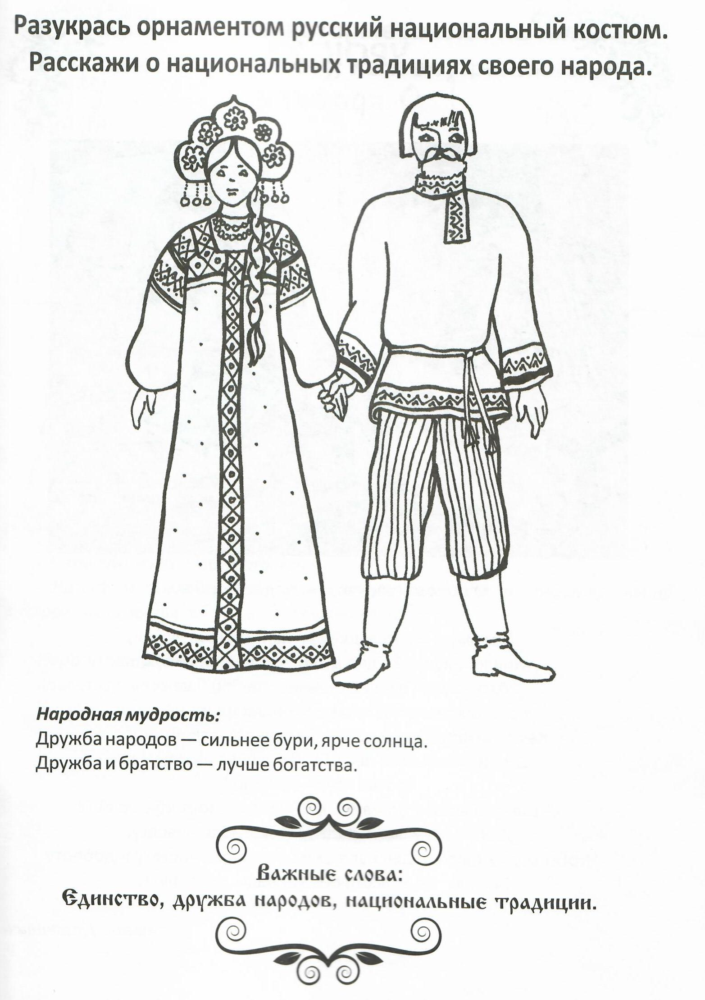 Разукрась орнаментом русский национальный костюм.
Расскажи о национальных традициях своего народа.
Народная мудрость:
Дружба народов — сильнее бури, ярче солнца.
Дружба и братство — лучше богатства.
Важные слова:
Единство, дружба народов, национальные традиции.